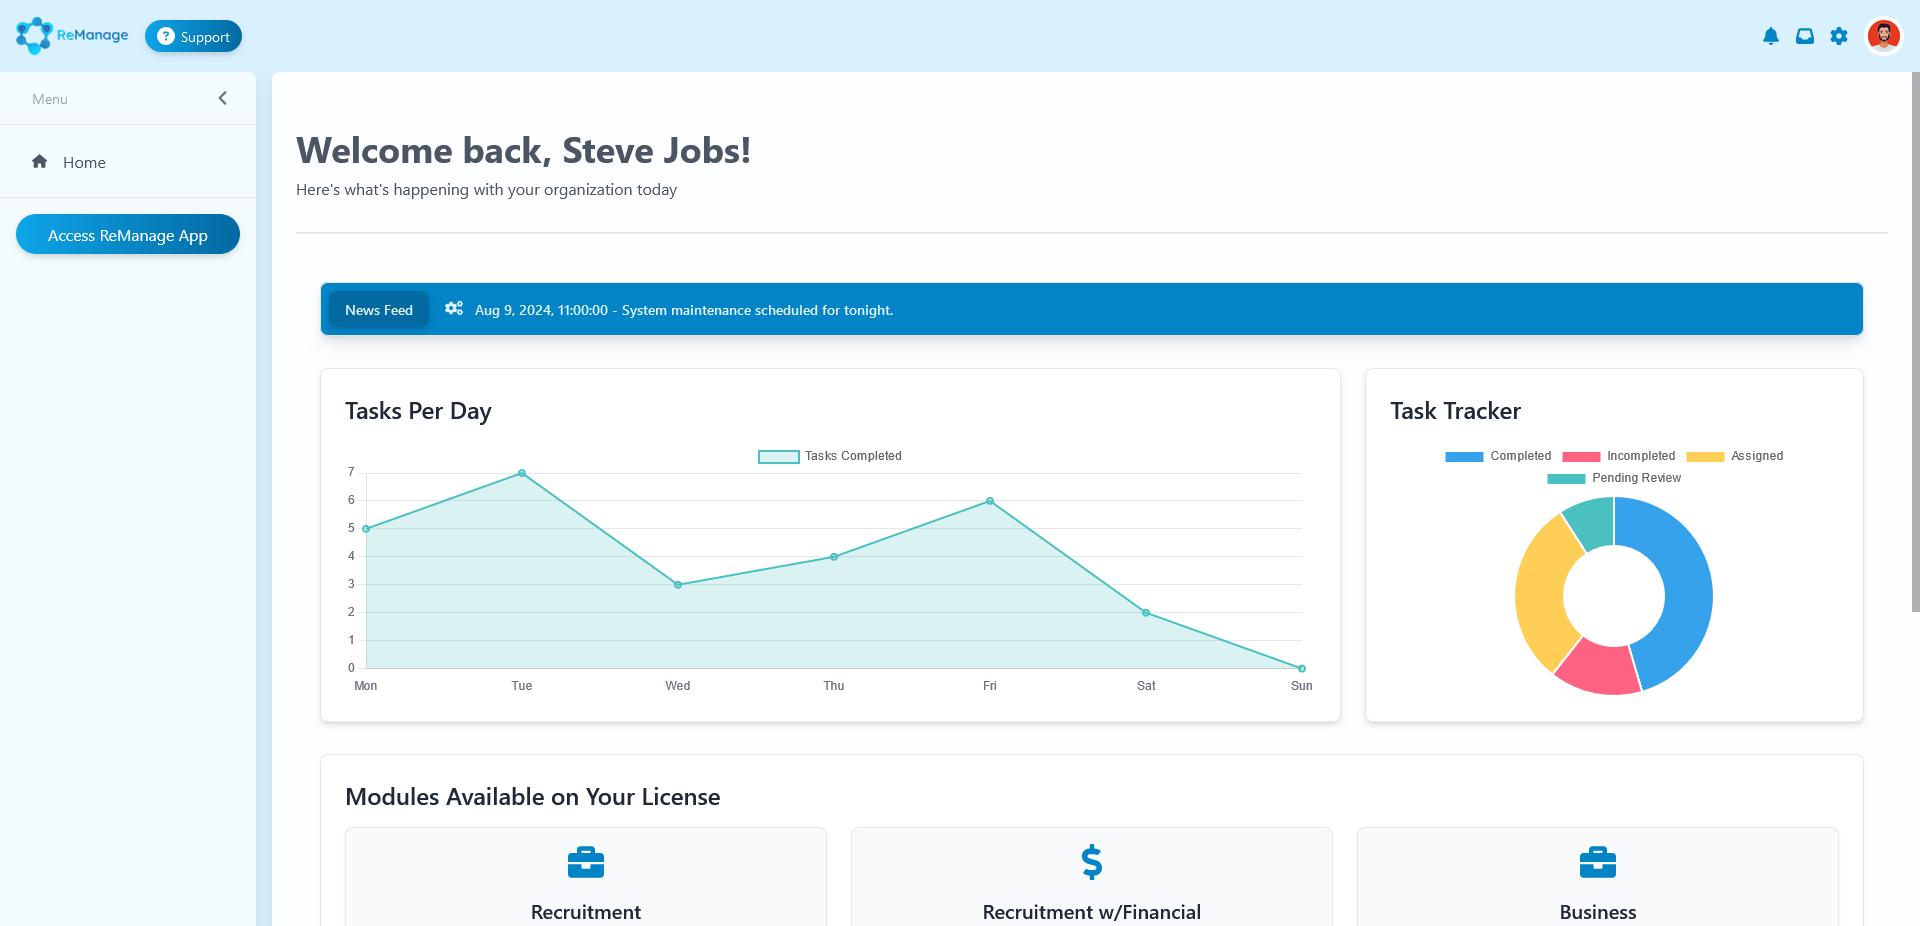 ReManage
? Support
Menu
Home
Access ReManage App
Welcome back, Steve Jobs!
Here's what's happening with your organization today
News Feed
Aug 9, 2024, 11:00:00 - System maintenance scheduled for tonight.
Tasks Per Day
Tasks Completed
7
6
5
4
3
2
1
0
Mon Tue Wed Thu Fri Sat Sun
Task Tracker
Completed Incompleted Assigned
Pending Review
Modules Available on Your License
$
Recruitment Recruitment w/Financial Business